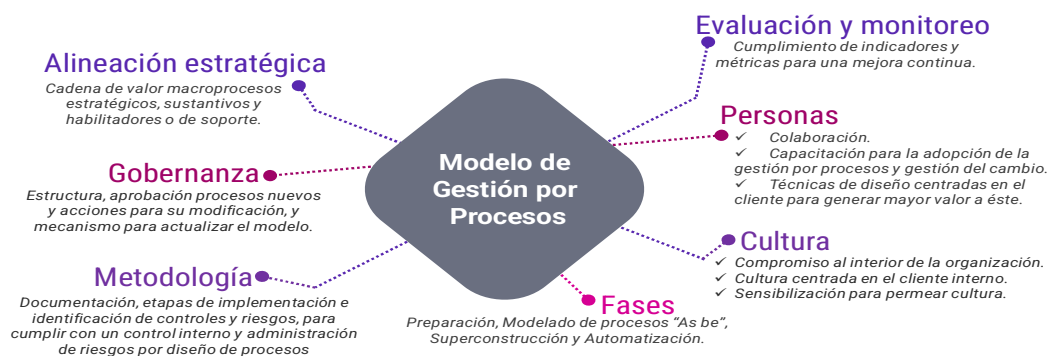 Evaluación y monitoreo
Cumplimiento de indicadores y
métricas para una mejora continua.
Alineación estratégica
Cadena de valor macroprocesos
estratégicos, sustantivos y
habilitadores o de soporte.
Personas
✓ Colaboración.
✓ Capacitación para la adopción de la
gestión por procesos y gestión del cambio.
✓ Técnicas de diseño centradas en el
cliente para generar mayor valor a éste.
Modelo de
Gestión por
Procesos
Gobernanza
Estructura, aprobación procesos nuevos
y acciones para su modificación, y
mecanismo para actualizar el modelo.
Cultura
✓ Compromiso al interior de la organización.
✓ Cultura centrada en el cliente interno.
✓ Sensibilización para permear cultura.
Metodología
Documentación, etapas de implementación e
identificación de controles y riesgos, para
cumplir con un control interno y administración
de riesgos por diseño de procesos
Fases
Preparación, Modelado de procesos “As be”,
Superconstrucción y Automatización.